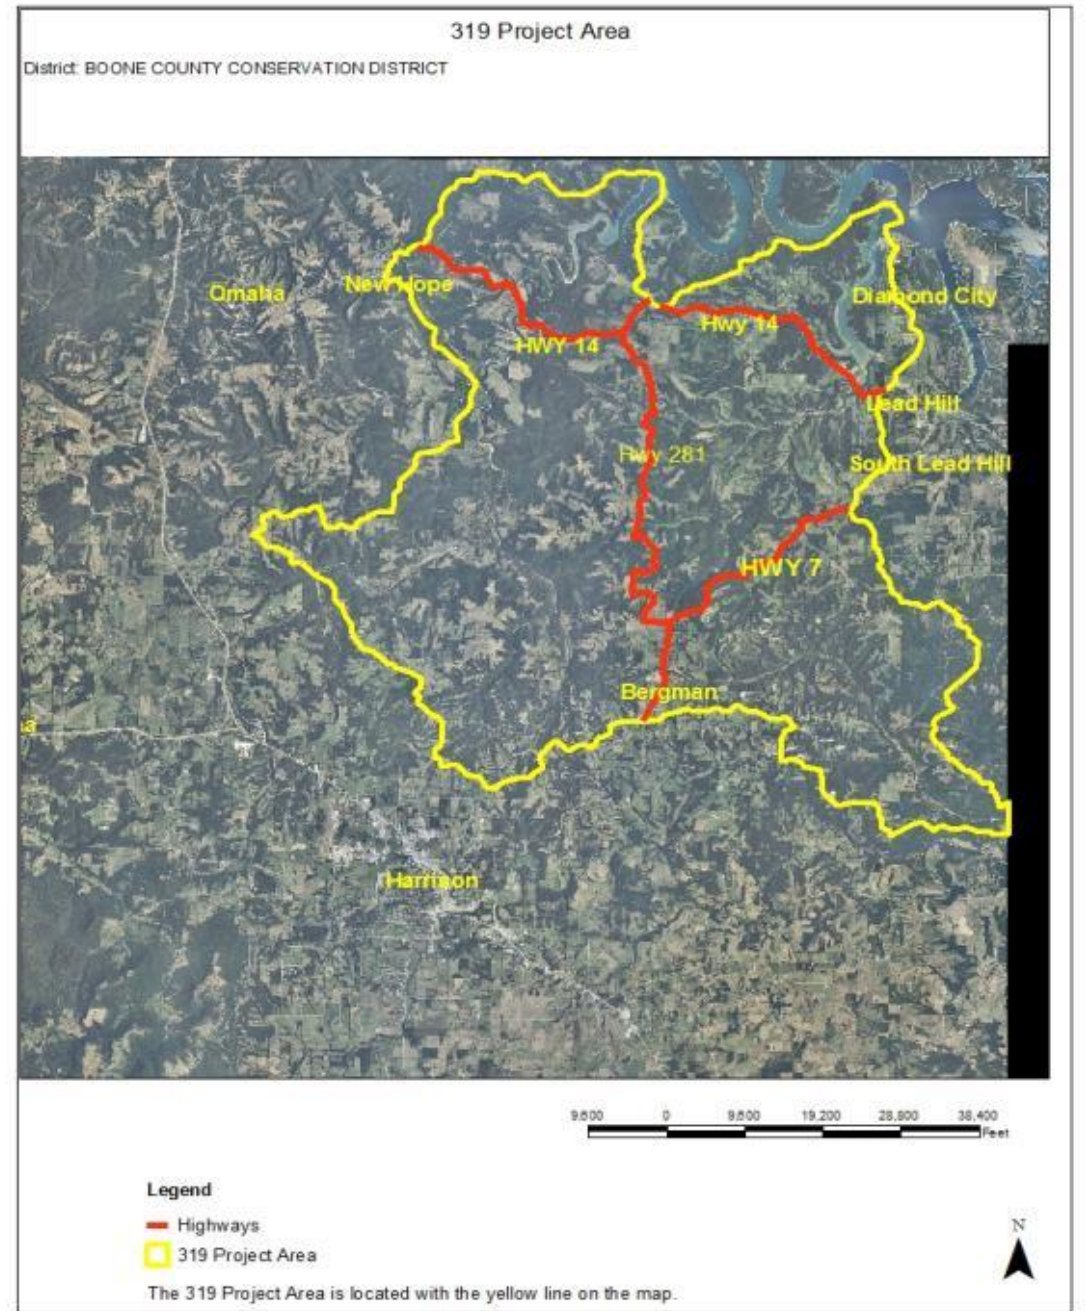 319 Project Area
District: BOONE COUNTY CONSERVATION DISTRICT
Omaha
New Hope
Diamond City
Hwy 14
HWY 14
Lead Hill
Hwy 281
South Lead Hill
HWY 7
Bergman
Harrison
9,600 0 9,600 19,200 28,800 38,400
Feet
Legend
Highways
319 Project Area
N
The 319 Project Area is located with the yellow line on the map.